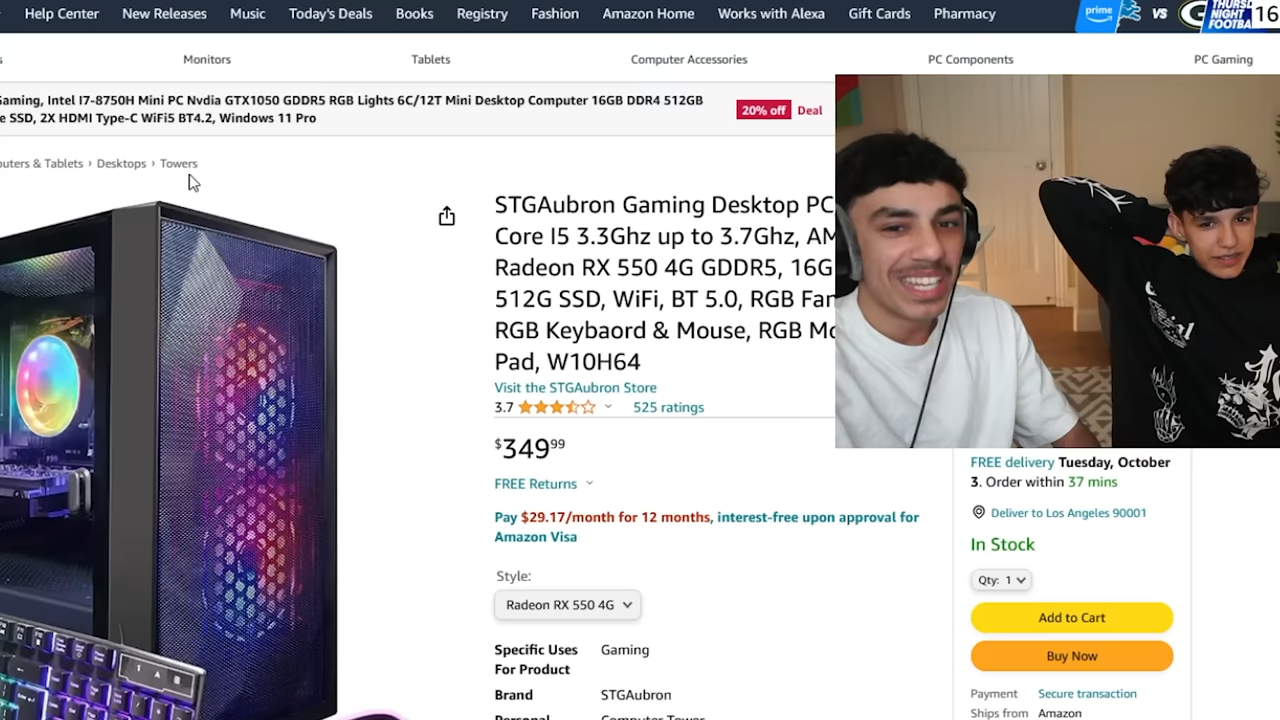 Help Center New Releases Music Today's Deals Books Registry Fashion Amazon Home Works with Alexa Gift Cards Pharmacy prime VS G THURSDAY NIGHT FOOTBA 16
Monitors Tablets Computer Accessories PC Components PC Gaming
Gaming, Intel I7-8750H Mini PC Nvdia GTX1050 GDDR5 RGB Lights 6C/12T Mini Desktop Computer 16GB DDR4 512GB
e SSD, 2X HDMI Type-C WiFi5 BT4.2, Windows 11 Pro
20% off Deal
puters & Tablets › Desktops › Towers
STGAubron Gaming Desktop PC
Core I5 3.3Ghz up to 3.7Ghz, AM
Radeon RX 550 4G GDDR5, 16G
512G SSD, WiFi, BT 5.0, RGB Fan
RGB Keybaord & Mouse, RGB Mo
Pad, W10H64
Visit the STGAubron Store
3.7 525 ratings
$349.99
FREE Returns
Pay $29.17/month for 12 months, interest-free upon approval for
Amazon Visa
Style:
Radeon RX 550 4G
Specific Uses For Product Gaming
Brand STGAubron
Personal Computer Tower
FREE delivery Tuesday, October
3. Order within 37 mins
Deliver to Los Angeles 90001
In Stock
Qty: 1
Add to Cart
Buy Now
Payment Secure transaction
Ships from Amazon